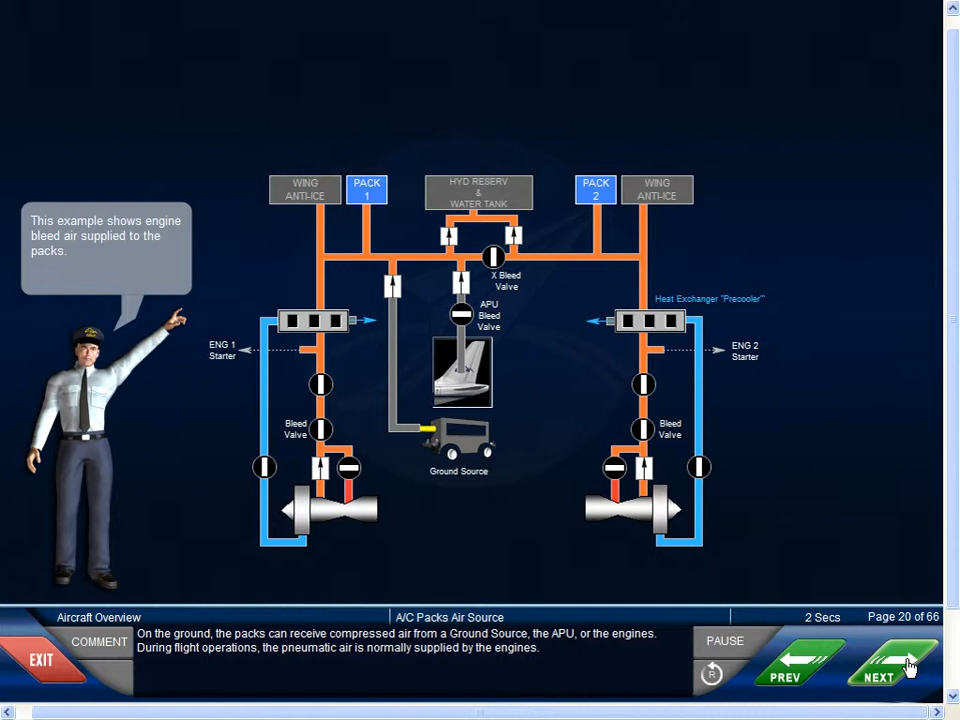 WING
ANTI-ICE
PACK
1
HYD RESERV
&
WATER TANK
PACK
2
WING
ANTI-ICE
This example shows engine
bleed air supplied to the
packs.
X Bleed
Valve
APU
Bleed
Valve
Heat Exchanger "Precooler"
ENG 1
Starter
ENG 2
Starter
Bleed
Valve
Bleed
Valve
Ground Source
Aircraft Overview
A/C Packs Air Source
2 Secs
Page 20 of 66
EXIT
COMMENT
On the ground, the packs can receive compressed air from a Ground Source, the APU, or the engines.
During flight operations, the pneumatic air is normally supplied by the engines.
PAUSE
R
PREV
NEXT